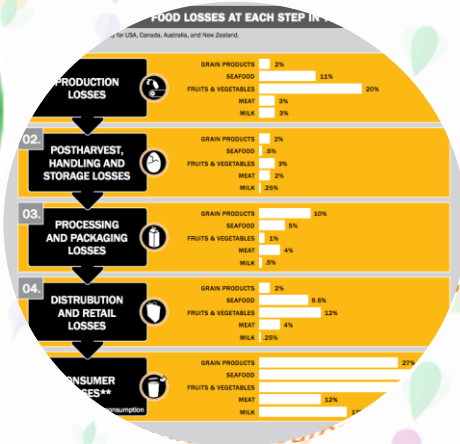 FOOD LOSSES AT EACH STEP IN
for USA, Canada, Australia, and New Zealand.
PRODUCTION
LOSSES
GRAIN PRODUCTS 2%
SEAFOOD 11%
FRUITS & VEGETABLES 20%
MEAT 3%
MILK 3%
02.
POSTHARVEST,
HANDLING AND
STORAGE LOSSES
GRAIN PRODUCTS 2%
SEAFOOD .5%
FRUITS & VEGETABLES 3%
MEAT 2%
MILK .25%
03.
PROCESSING
AND PACKAGING
LOSSES
GRAIN PRODUCTS 10%
SEAFOOD 5%
FRUITS & VEGETABLES 1%
MEAT 4%
MILK .5%
04.
DISTRUBUTION
AND RETAIL
LOSSES
GRAIN PRODUCTS 2%
SEAFOOD 9.5%
FRUITS & VEGETABLES 12%
MEAT 4%
MILK .25%
GRAIN PRODUCTS 27%
SEAFOOD
FRUITS & VEGETABLES
MEAT 12%
MILK